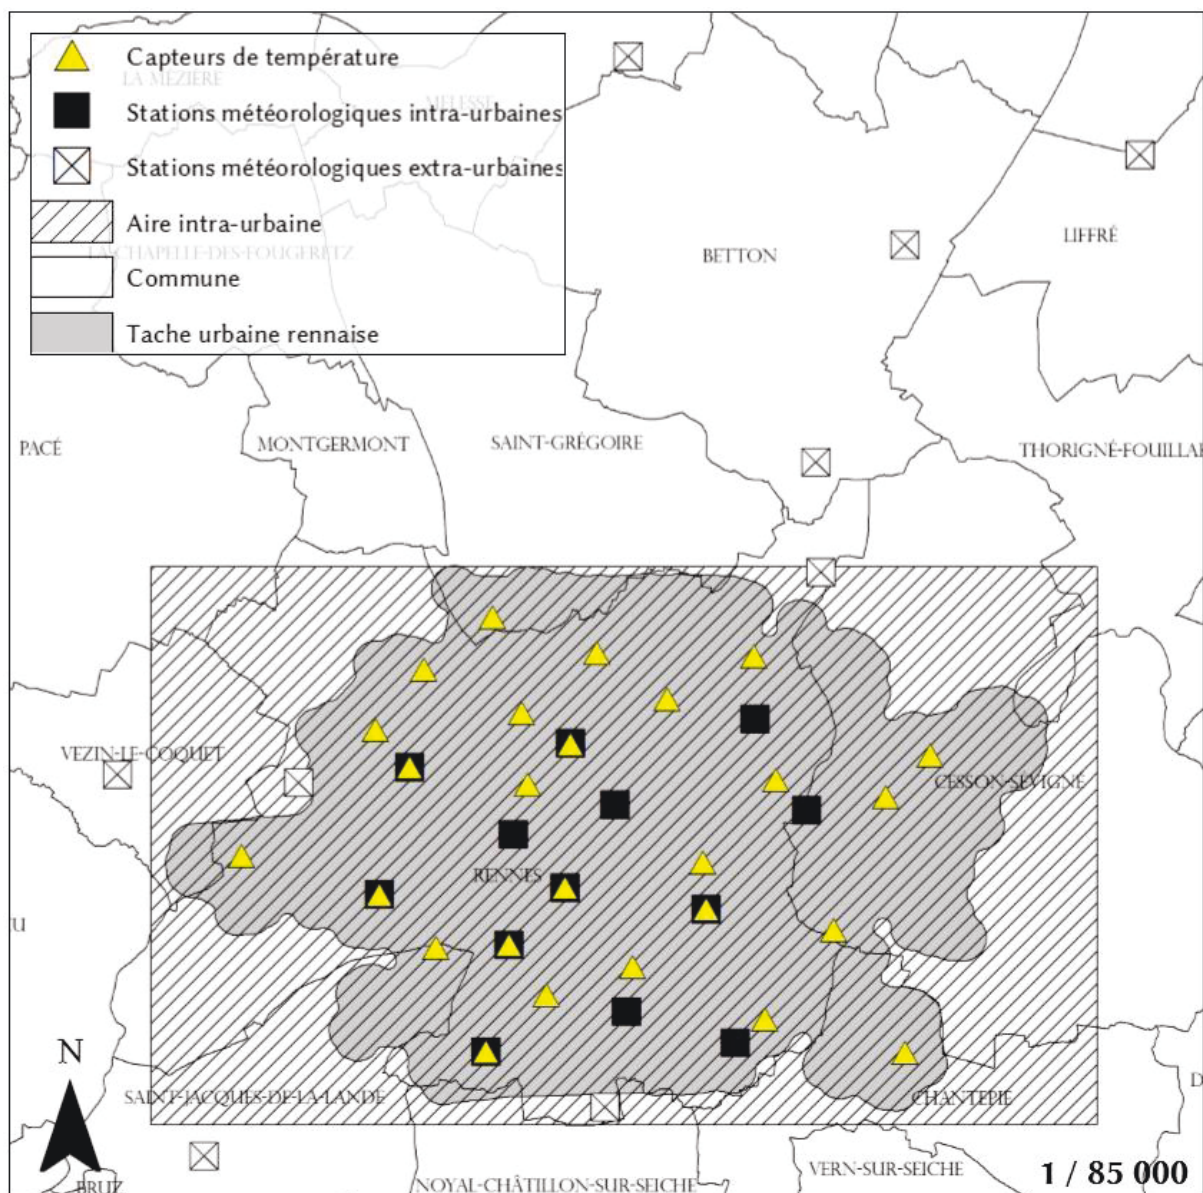 Capteurs de température
LA MEZIERE
MELESSE
Stations météorologiques intra-urbaines
Stations météorologiques extra-urbaines
Aire intra-urbaine
LA CHAPELLE-DES-FOUGERETZ
Commune
Tache urbaine rennaise
BETTON
LIFFRÉ
PACÉ
MONTGERMONT
SAINT-GRÉGOIRE
THORIGNÉ-FOUILLA
VEZIN-LE-COQUET
CESSON-SÉVIGNÉ
RENNES
U
N
SAINT-JACQUES-DE-LA-LANDE
CHANTEPIE
D
BRUZ
NOYAL-CHÂTILLON-SUR-SEICHE
VERN-SUR-SEICHE
1 / 85 000